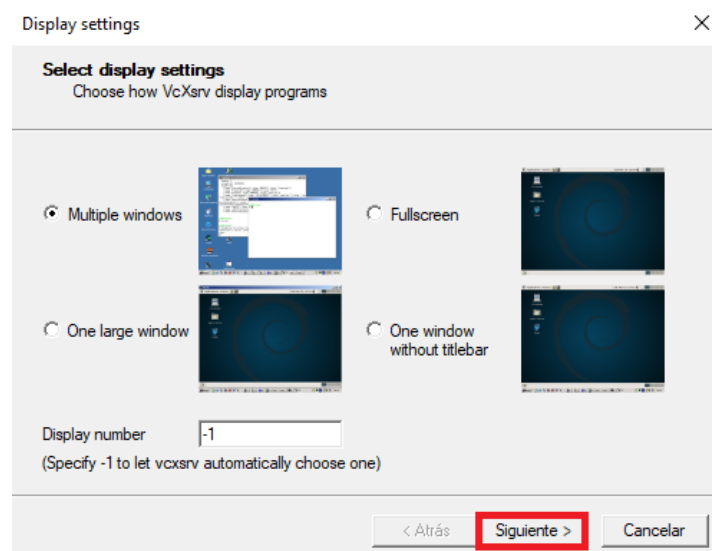 Display settings
Select display settings
Choose how VcXsrv display programs
Multiple windows
Fullscreen
One large window
One window
without titlebar
Display number
-1
(Specify -1 to let vcxsrv automatically choose one)
< Atrás
Siguiente >
Cancelar